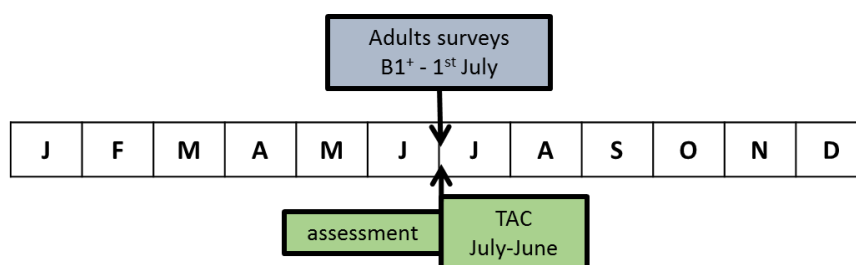 Adults surveys
B1⁺ - 1ˢᵗ July
J F M A M J J A S O N D
assessment
TAC
July-June